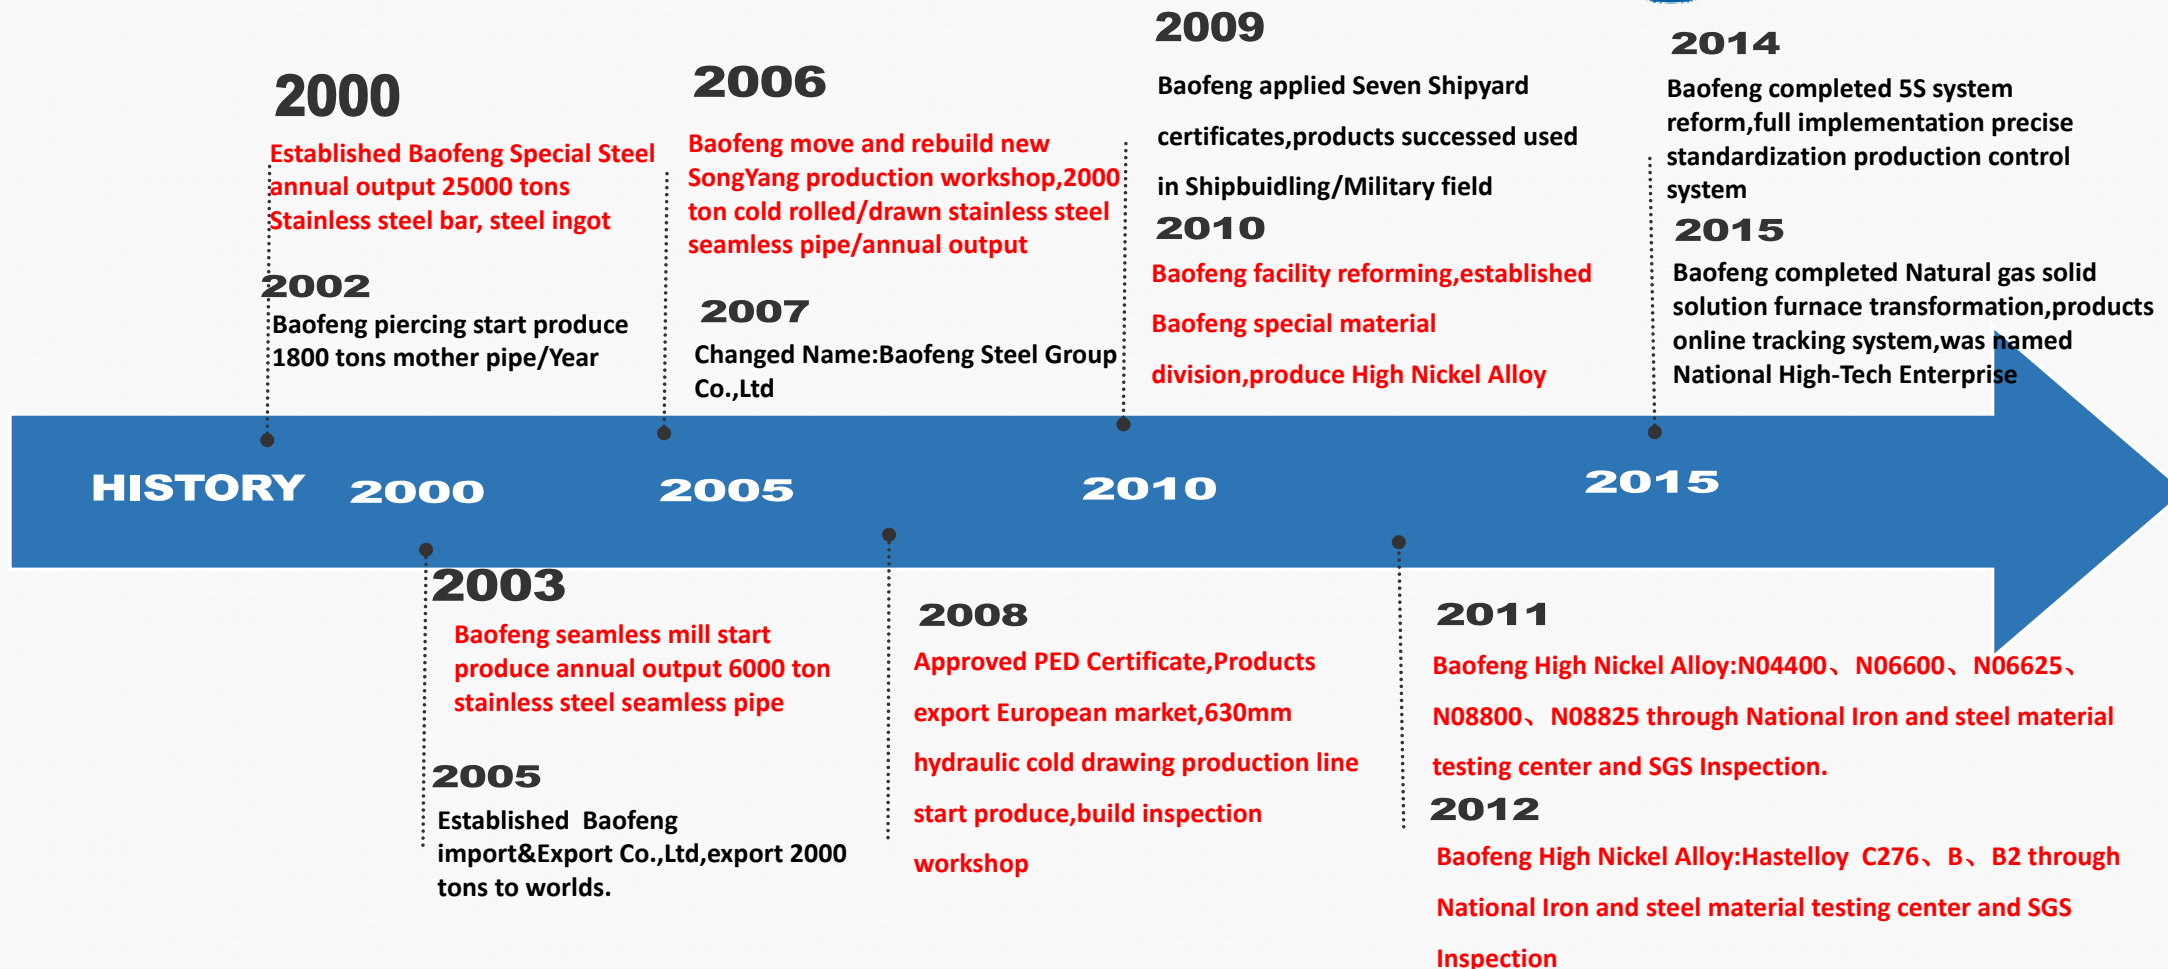 2000
Established Baofeng Special Steel
annual output 25000 tons
Stainless steel bar, steel ingot
2002
Baofeng piercing start produce
1800 tons mother pipe/Year
2006
Baofeng move and rebuild new
SongYang production workshop,2000
ton cold rolled/drawn stainless steel
seamless pipe/annual output
2007
Changed Name:Baofeng Steel Group
Co.,Ltd
2009
Baofeng applied Seven Shipyard
certificates,products successed used
in Shipbuidling/Military field
2010
Baofeng facility reforming,established
Baofeng special material
division,produce High Nickel Alloy
2014
Baofeng completed 5S system
reform,full implementation precise
standardization production control
system
2015
Baofeng completed Natural gas solid
solution furnace transformation,products
online tracking system,was named
National High-Tech Enterprise
HISTORY 2000 2005 2010 2015
2003
Baofeng seamless mill start
produce annual output 6000 ton
stainless steel seamless pipe
2005
Established Baofeng
import&Export Co.,Ltd,export 2000
tons to worlds.
2008
Approved PED Certificate,Products
export European market,630mm
hydraulic cold drawing production line
start produce,build inspection
workshop
2011
Baofeng High Nickel Alloy:N04400、N06600、N06625、
N08800、N08825 through National Iron and steel material
testing center and SGS Inspection.
2012
Baofeng High Nickel Alloy:Hastelloy C276、B、B2 through
National Iron and steel material testing center and SGS
Inspection